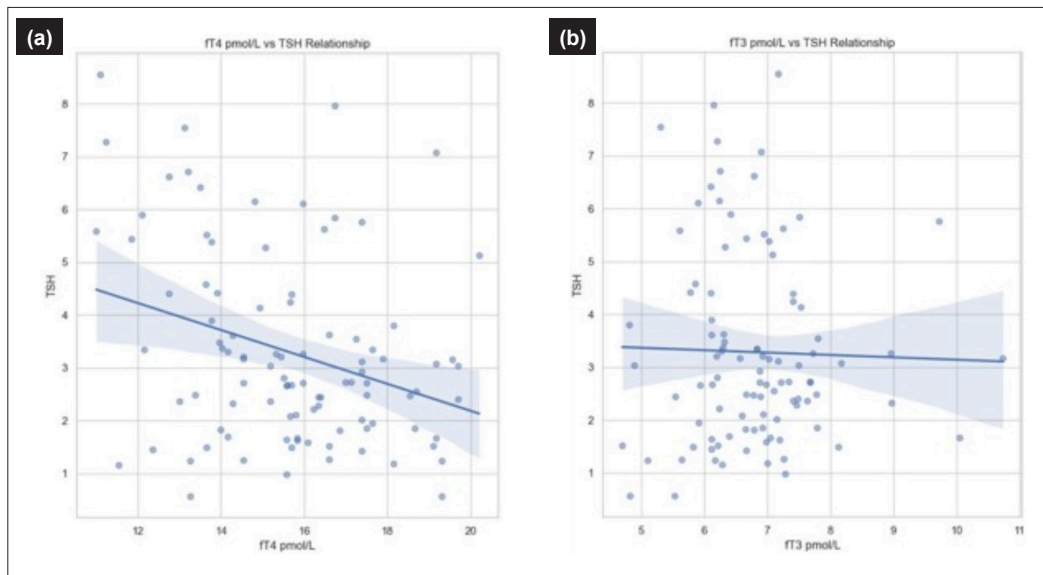 (a)
fT4 pmol/L vs TSH Relationship
8
7
6
5
4
3
2
1
TSH
12 14 16 18 20
fT4 pmol/L
(b)
fT3 pmol/L vs TSH Relationship
8
7
6
5
4
3
2
1
TSH
5 6 7 8 9 10 11
fT3 pmol/L